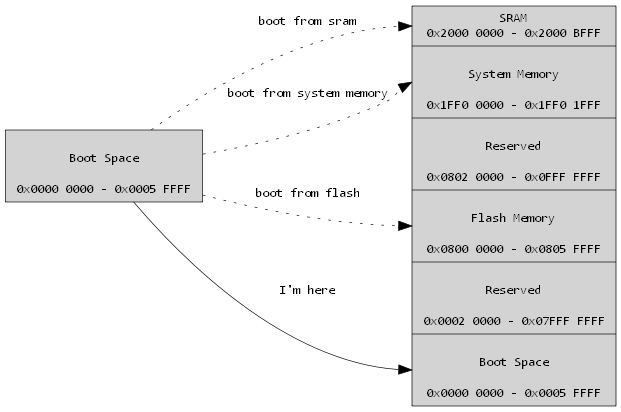 boot from sram
SRAM
0x2000 0000 - 0x2000 BFFF
System Memory
boot from system memory
0x1FF0 0000 - 0x1FF0 1FFF
Boot Space
0x0000 0000 - 0x0005 FFFF
Reserved
0x0802 0000 - 0x0FFF FFFF
boot from flash
Flash Memory
0x0800 0000 - 0x0805 FFFF
I'm here
Reserved
0x0002 0000 - 0x07FFF FFFF
Boot Space
0x0000 0000 - 0x0005 FFFF